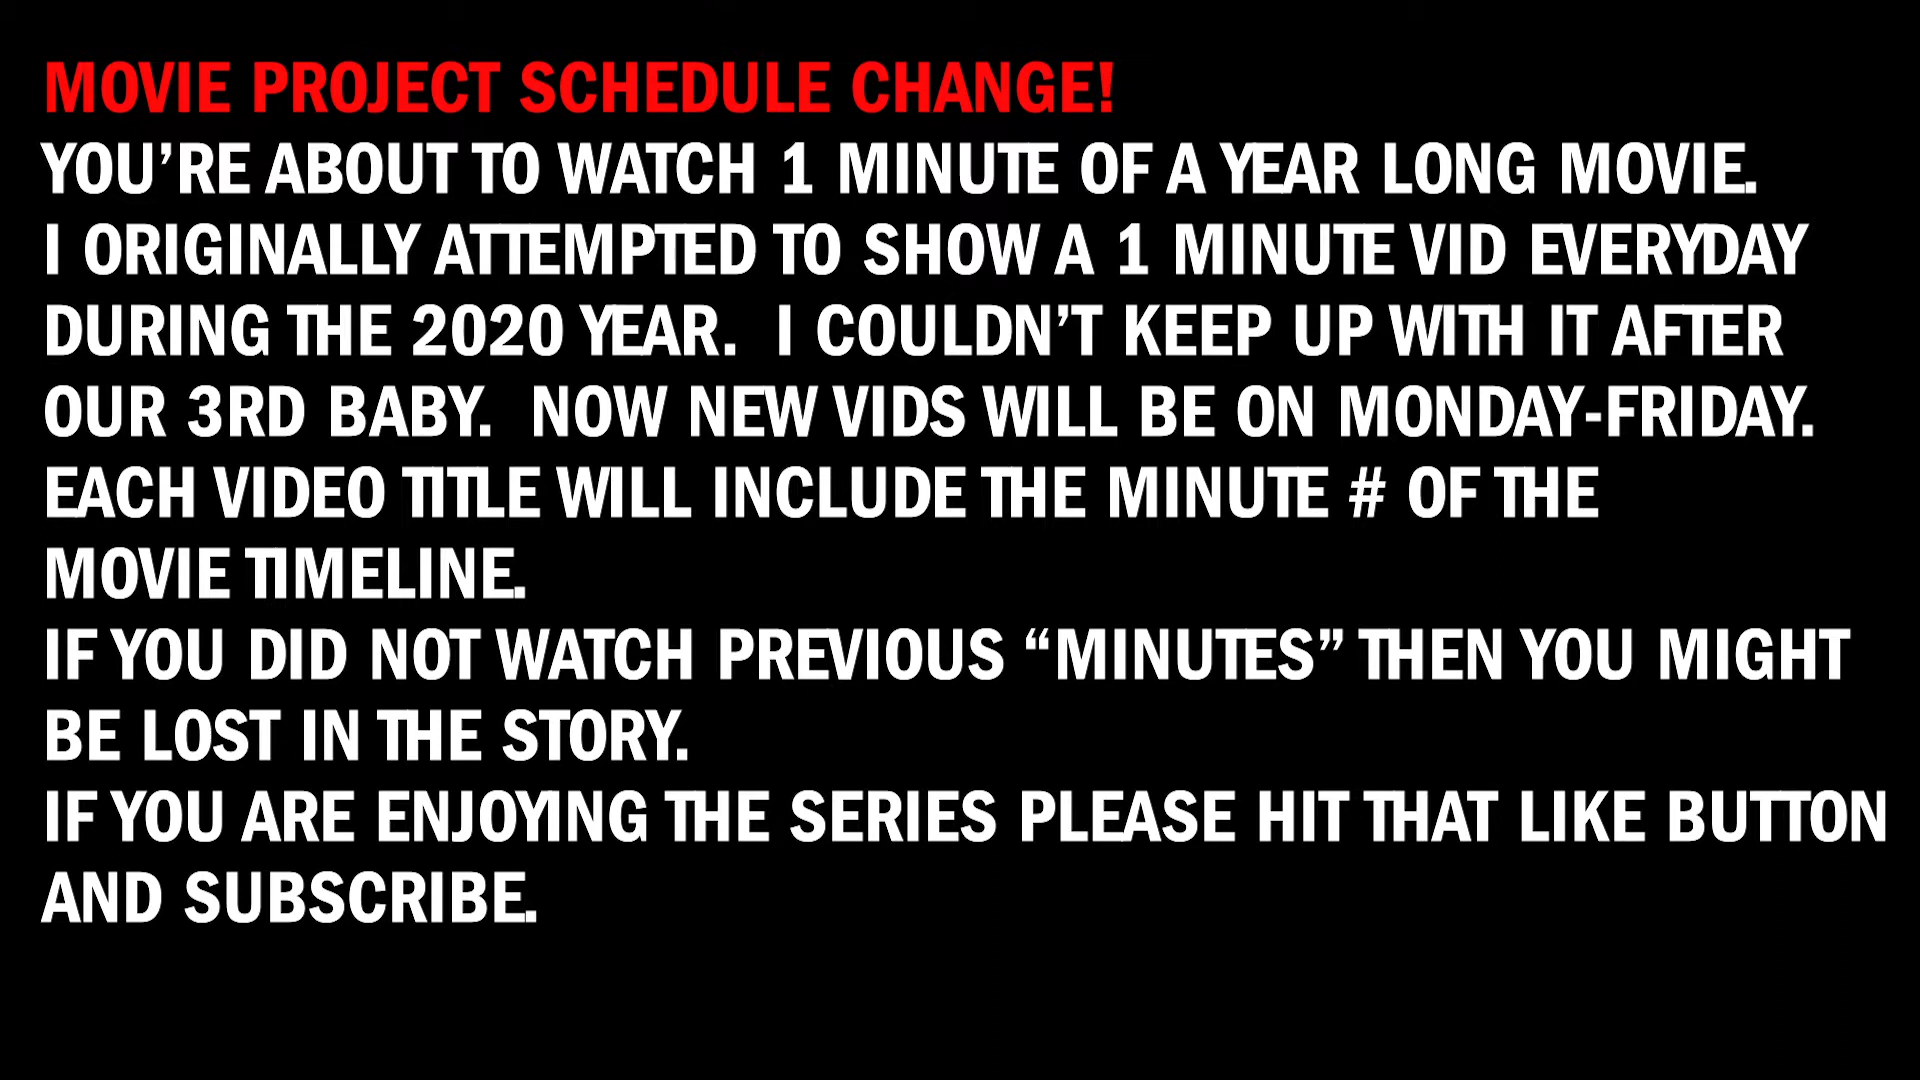 MOVIE PROJECT SCHEDULE CHANGE!
YOU’RE ABOUT TO WATCH 1 MINUTE OF A YEAR LONG MOVIE.
I ORIGINALLY ATTEMPTED TO SHOW A 1 MINUTE VID EVERYDAY
DURING THE 2020 YEAR.  I COULDN’T KEEP UP WITH IT AFTER
OUR 3RD BABY.  NOW NEW VIDS WILL BE ON MONDAY-FRIDAY.
EACH VIDEO TITLE WILL INCLUDE THE MINUTE # OF THE
MOVIE TIMELINE.
IF YOU DID NOT WATCH PREVIOUS “MINUTES” THEN YOU MIGHT
BE LOST IN THE STORY.
IF YOU ARE ENJOYING THE SERIES PLEASE HIT THAT LIKE BUTTON
AND SUBSCRIBE.